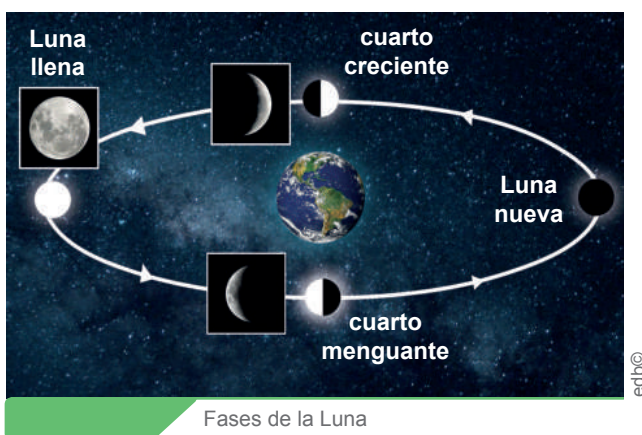 Luna
llena
cuarto
creciente
Luna
nueva
cuarto
menguante
edb©
Fases de la Luna